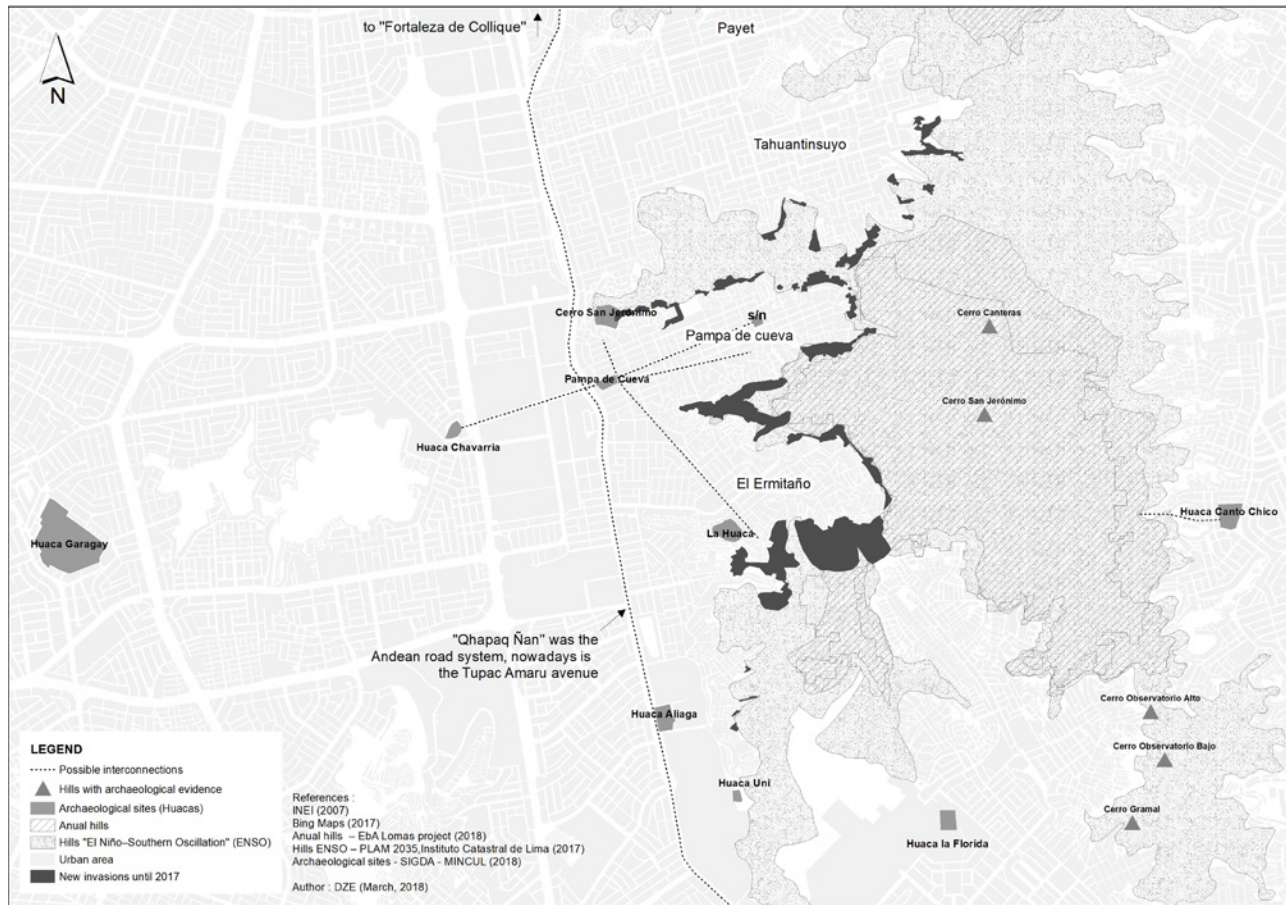 to "Fortaleza de Collique"
Payet
N
Tahuantinsuyo
Cerro San Jerónimo
s/n
Pampa de cueva
Cerro Canteras
Pampa de Cueva
Cerro San Jerónimo
Huaca Chavarria
El Ermitaño
Huaca Canto Chico
La Huaca
Huaca Garagay
"Qhapaq Ñan" was the
Andean road system, nowadays is
the Tupac Amaru avenue
Cerro Observatorio Alto
Huaca Aliaga
Cerro Observatorio Bajo
Huaca Uni
Cerro Gramal
Huaca la Florida
LEGEND
Possible interconnections
Hills with archaeological evidence
Archaeological sites (Huacas)
Anual hills
Hills "El Niño–Southern Oscillation" (ENSO)
Urban area
New invasions until 2017
References :
INEI (2007)
Bing Maps (2017)
Anual hills – EbA Lomas project (2018)
Hills ENSO – PLAM 2035,Instituto Catastral de Lima (2017)
Archaeological sites - SIGDA - MINCUL (2018)
Author : DZE (March, 2018)